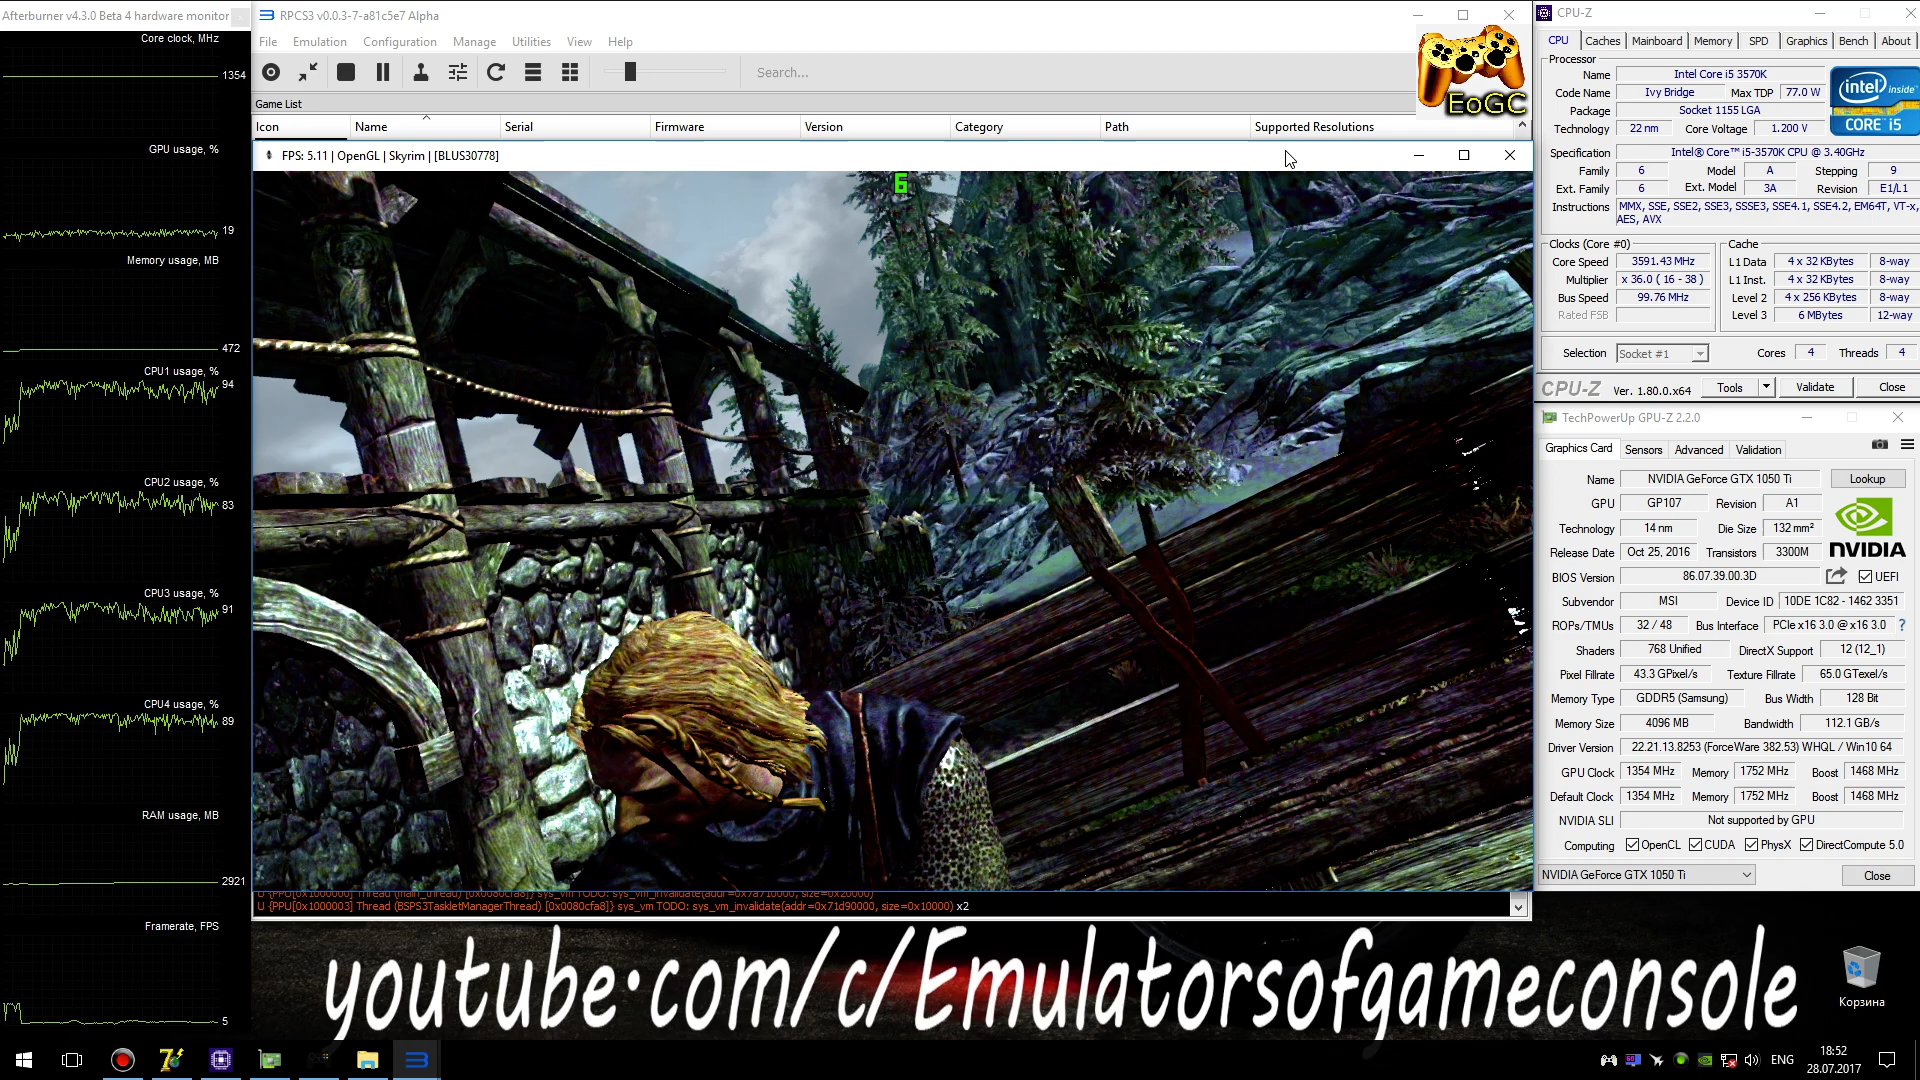 Afterburner v4.3.0 Beta 4 hardware monitor
Core clock, MHz
1354
GPU usage, %
19
Memory usage, MB
472
CPU1 usage, %
94
CPU2 usage, %
83
CPU3 usage, %
91
CPU4 usage, %
89
RAM usage, MB
2921
Framerate, FPS
5
RPCS3 v0.0.3-7-a81c5e7 Alpha
File Emulation Configuration Manage Utilities View Help
Search...
EoGC
Game List
Icon Name Serial Firmware Version Category Path Supported Resolutions
FPS: 5.11 | OpenGL | Skyrim | [BLUS30778]
6
U {PPU[0x1000000] Thread (main_thread) [0x0080cfa8]} sys_vm TODO: sys_vm_invalidate(addr=0x7a710000, size=0x20000)
U {PPU[0x1000003] Thread (BSPS3TaskletManagerThread) [0x0080cfa8]} sys_vm TODO: sys_vm_invalidate(addr=0x71d90000, size=0x10000) x2
CPU-Z
CPU Caches Mainboard Memory SPD Graphics Bench About
Processor
Name Intel Core i5 3570K
Code Name Ivy Bridge Max TDP 77.0 W
Package Socket 1155 LGA
Technology 22 nm Core Voltage 1.200 V
intel inside
CORE i5
Specification Intel® Core™ i5-3570K CPU @ 3.40GHz
Family 6 Model A Stepping 9
Ext. Family 6 Ext. Model 3A Revision E1/L1
Instructions MMX, SSE, SSE2, SSE3, SSSE3, SSE4.1, SSE4.2, EM64T, VT-x,
AES, AVX
Clocks (Core #0) Cache
Core Speed 3591.43 MHz L1 Data 4 x 32 KBytes 8-way
Multiplier x 36.0 ( 16 - 38 ) L1 Inst. 4 x 32 KBytes 8-way
Bus Speed 99.76 MHz Level 2 4 x 256 KBytes 8-way
Rated FSB Level 3 6 MBytes 12-way
Selection Socket #1 Cores 4 Threads 4
CPU-Z Ver. 1.80.0.x64 Tools Validate Close
TechPowerUp GPU-Z 2.2.0
Graphics Card Sensors Advanced Validation
Name NVIDIA GeForce GTX 1050 Ti Lookup
GPU GP107 Revision A1
Technology 14 nm Die Size 132 mm²
Release Date Oct 25, 2016 Transistors 3300M
NVIDIA
BIOS Version 86.07.39.00.3D UEFI
Subvendor MSI Device ID 10DE 1C82 - 1462 3351
ROPs/TMUs 32 / 48 Bus Interface PCIe x16 3.0 @ x16 3.0 ?
Shaders 768 Unified DirectX Support 12 (12_1)
Pixel Fillrate 43.3 GPixel/s Texture Fillrate 65.0 GTexel/s
Memory Type GDDR5 (Samsung) Bus Width 128 Bit
Memory Size 4096 MB Bandwidth 112.1 GB/s
Driver Version 22.21.13.8253 (ForceWare 382.53) WHQL / Win10 64
GPU Clock 1354 MHz Memory 1752 MHz Boost 1468 MHz
Default Clock 1354 MHz Memory 1752 MHz Boost 1468 MHz
NVIDIA SLI Not supported by GPU
Computing OpenCL CUDA PhysX DirectCompute 5.0
NVIDIA GeForce GTX 1050 Ti Close
youtube.com/c/Emulatorsofgameconsole
Корзина
ENG
18:52
28.07.2017